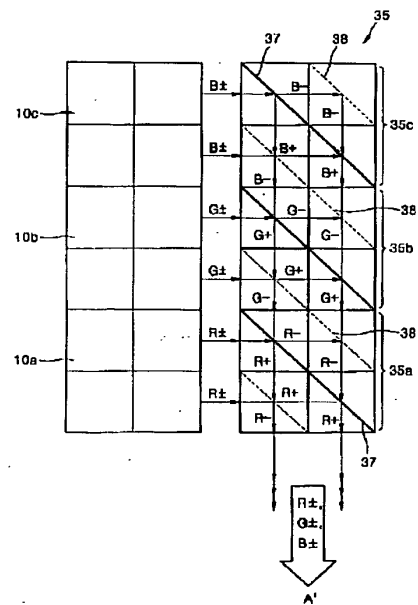 35
37
38
10c
B±
B−
B−
35c
B±
B+
B−
B+
10b
G±
G−
38
G+
G−
35b
G±
G+
G−
G+
10a
R±
R−
38
R+
R−
35a
R±
R+
R−
R+
37
R±,
G±,
B±
A'